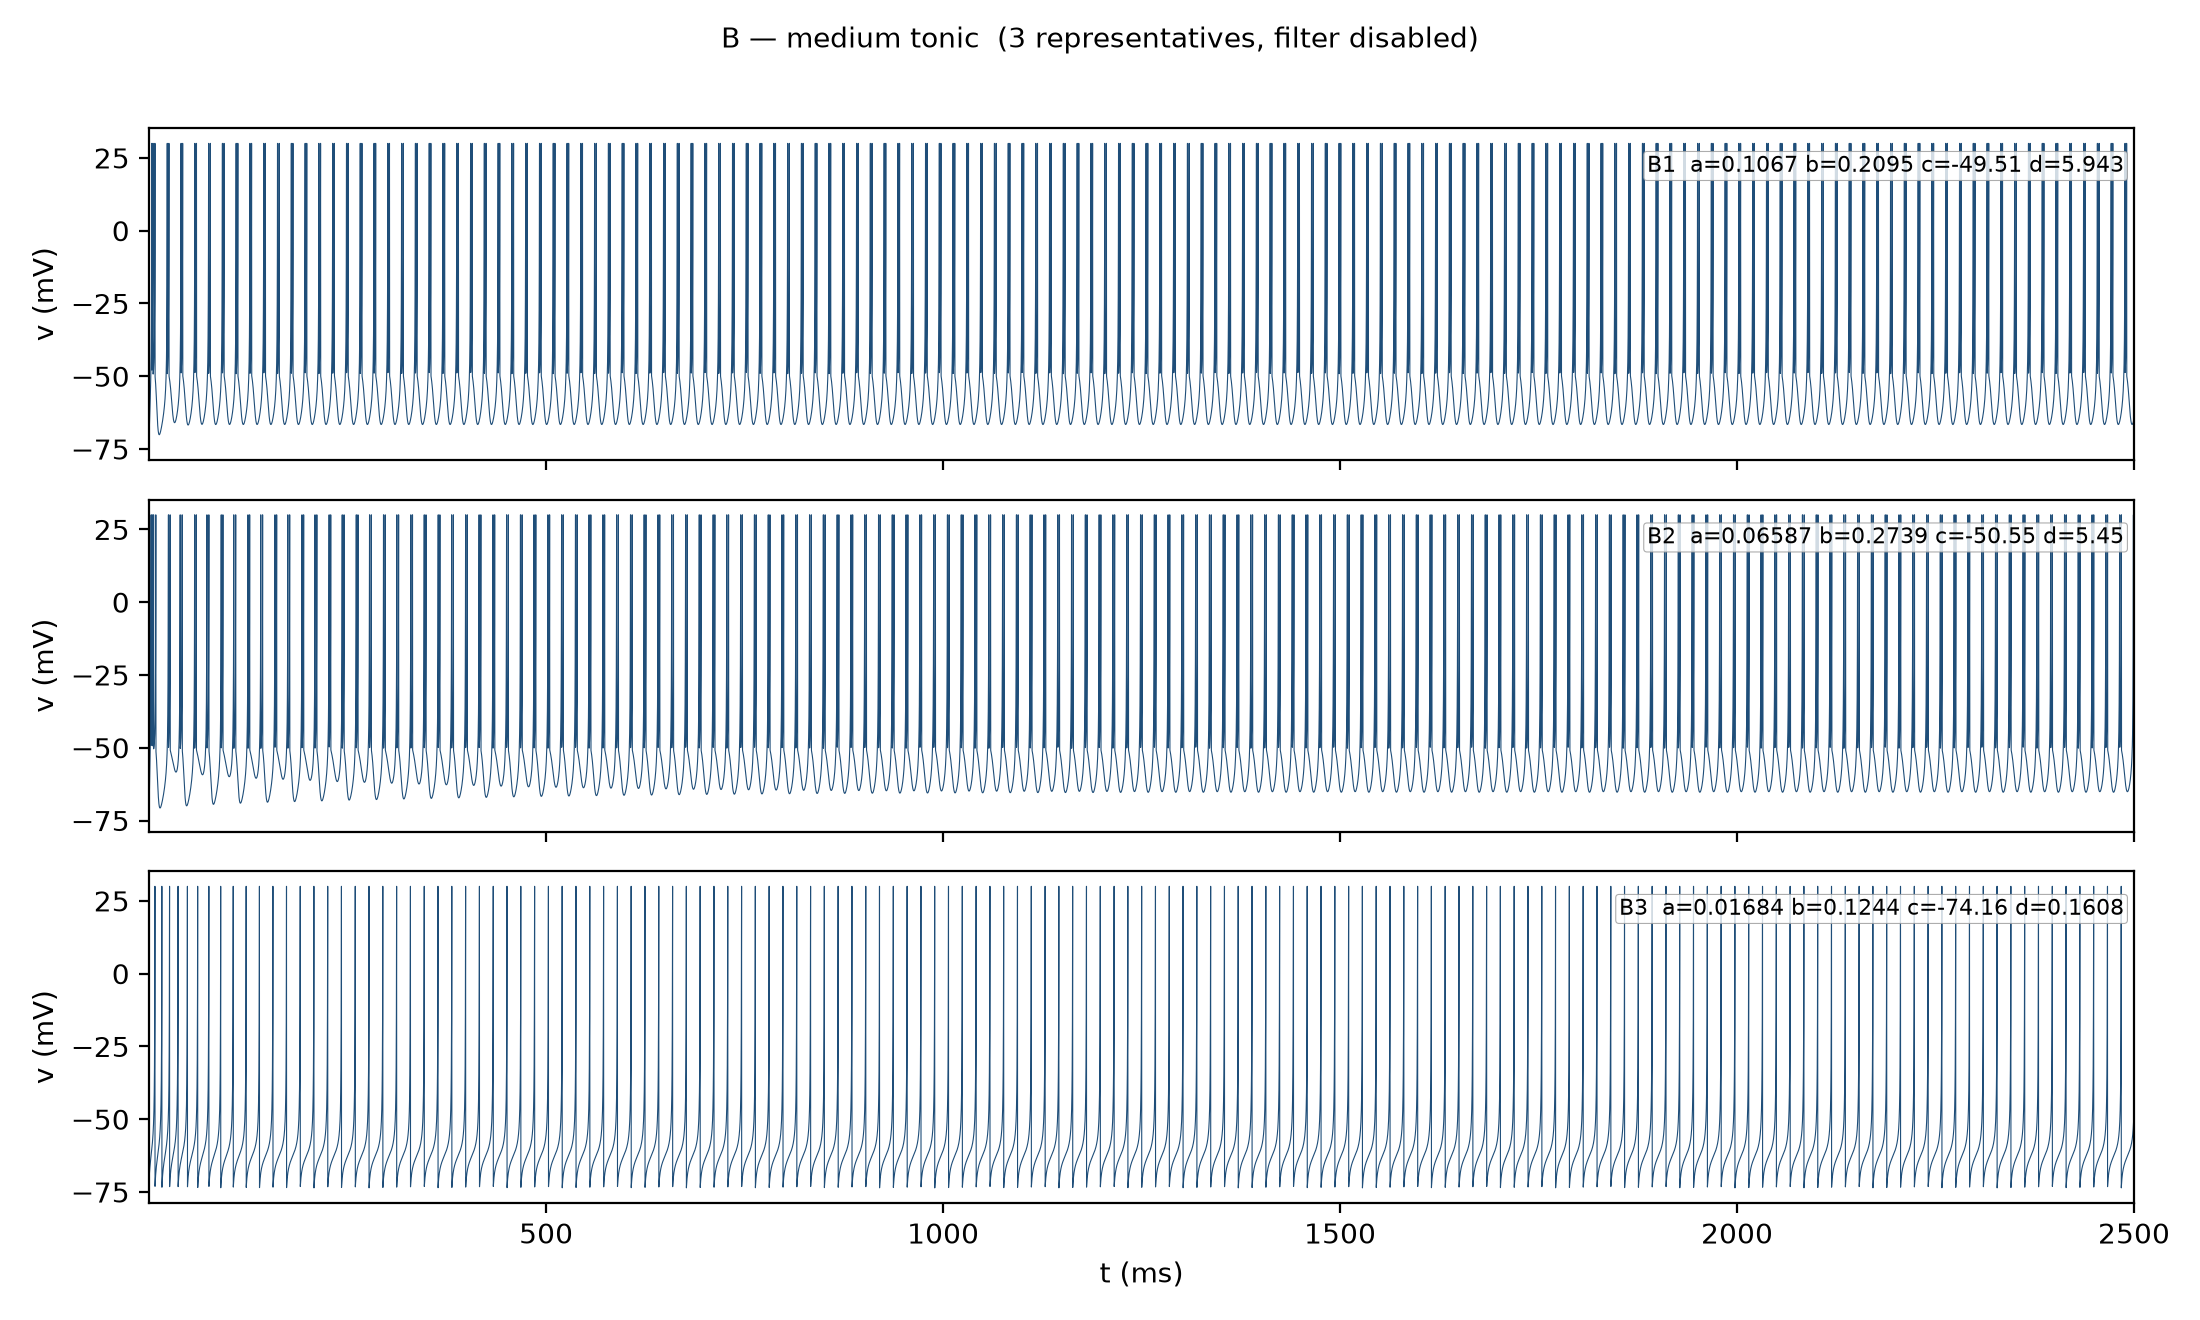 B — medium tonic  (3 representatives, filter disabled)
25
0
−25
−50
−75
v (mV)
B1  a=0.1067 b=0.2095 c=-49.51 d=5.943
25
0
−25
−50
−75
v (mV)
B2  a=0.06587 b=0.2739 c=-50.55 d=5.45
25
0
−25
−50
−75
v (mV)
B3  a=0.01684 b=0.1244 c=-74.16 d=0.1608
500 1000 1500 2000 2500
t (ms)